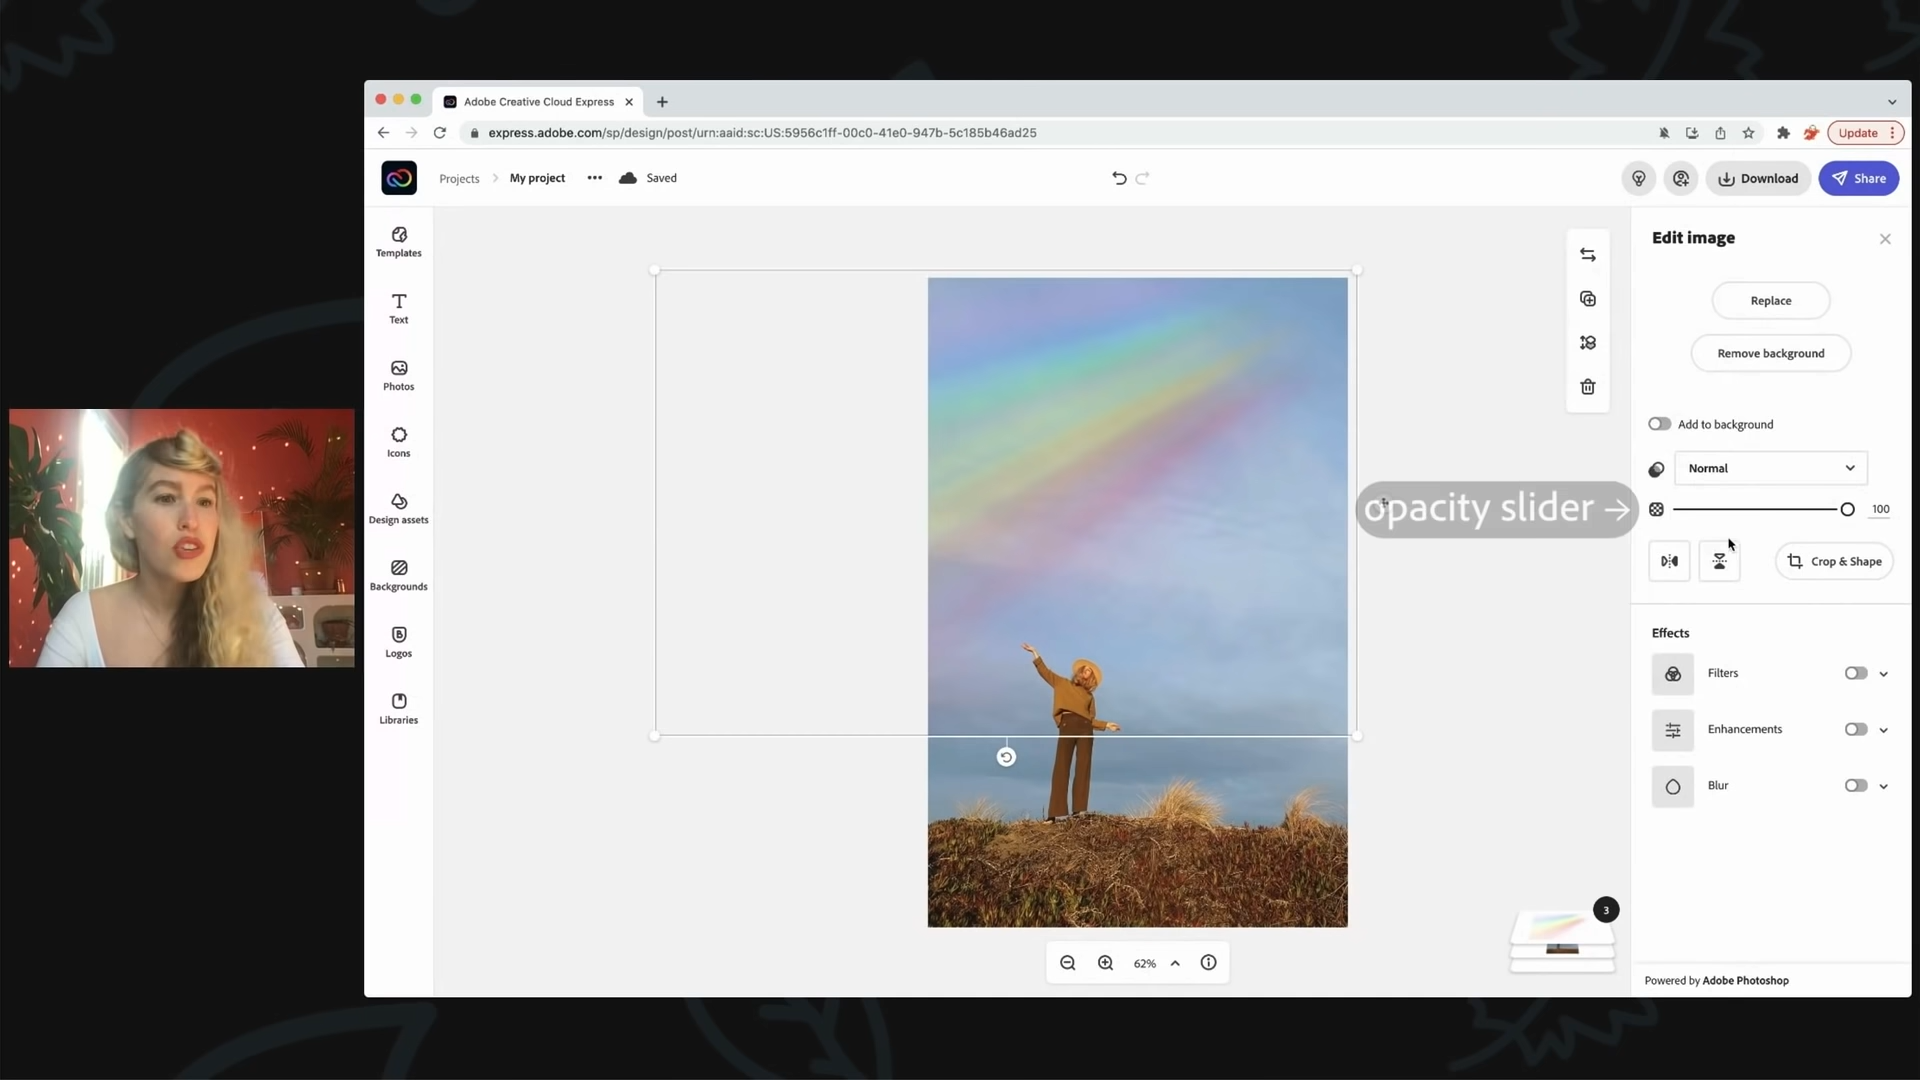 Adobe Creative Cloud Express
express.adobe.com/sp/design/post/urn:aaid:sc:US:5956c1ff-00c0-41e0-947b-5c185b46ad25
Update
Projects
My project
Saved
Download
Share
Templates
Text
Photos
Icons
Design assets
Backgrounds
Logos
Libraries
opacity slider →
62%
3
Edit image
Replace
Remove background
Add to background
Normal
100
Crop & Shape
Effects
Filters
Enhancements
Blur
Powered by Adobe Photoshop